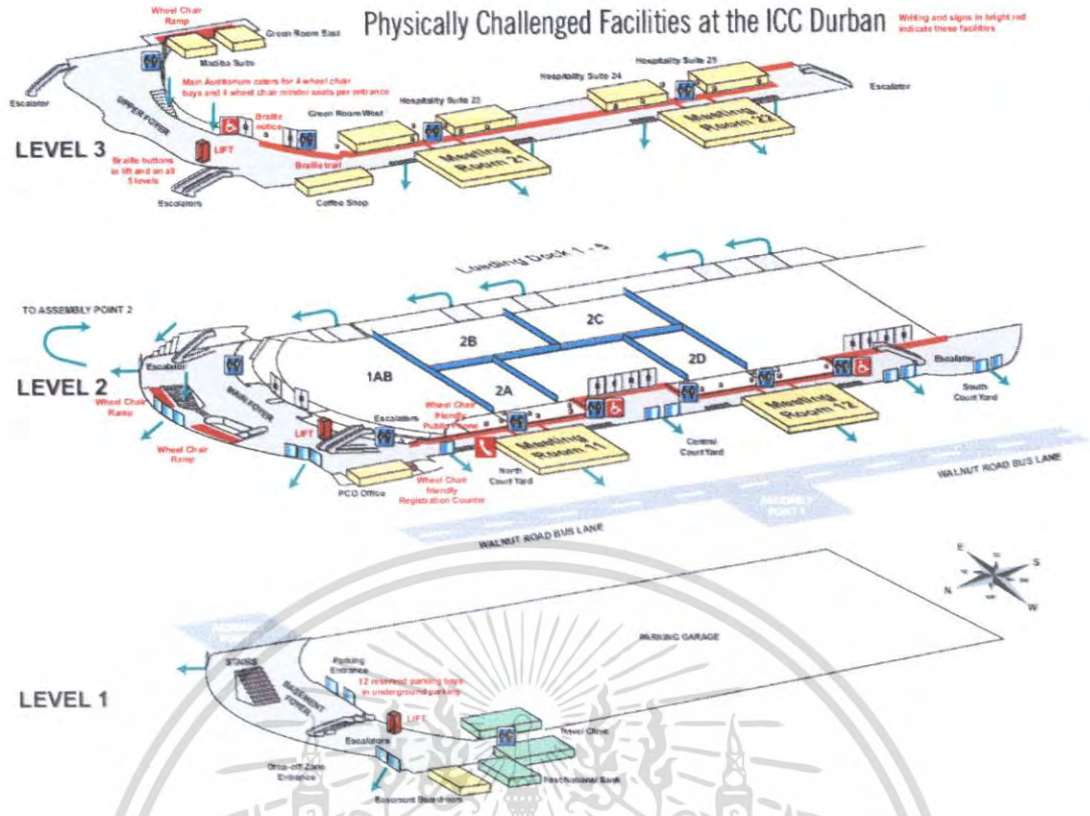 Physically Challenged Facilities at the ICC Durban
Writing and signs in bright red
indicate these facilities
Wheel Chair
Ramp
Green Room East
Madiba Suite
Escalator
Main Auditorium caters for 4 wheel chair
bays and 4 wheel chair minder seats per entrance
UPPER FOYER
Braille
notice
Green Room West
Hospitality Suite 23
Hospitality Suite 24
Hospitality Suite 25
Escalator
LEVEL 3
LIFT
Braille buttons
in lift and on all
5 levels
Braille trail
Meeting
Room 21
Meeting
Room 22
Escalators
Coffee Shop
Loading Dock 1 -
TO ASSEMBLY POINT 2
Escalator
LEVEL 2
Wheel Chair
Ramp
MAIN FOYER
Wheel Chair
Ramp
LIFT
1AB
2B
2C
2A
2D
Escalators
Wheel Chair
friendly
Public Phone
Meeting
Room 11
Meeting
Room 12
Escalator
South
Court Yard
Central
Court Yard
North
Court Yard
PCO Office
Wheel Chair
friendly
Registration Counter
WALNUT ROAD BUS LANE
ASSEMBLY
POINT
WALNUT ROAD BUS LANE
E
S
N
W
PARKING GARAGE
STAIRS
Parking
Entrance
12 reserved parking bays
in underground parking
BASEMENT
FOYER
LEVEL 1
LIFT
Escalators
Travel Clinic
Drop-off Zone
Entrance
First National Bank
Basement Boardroom